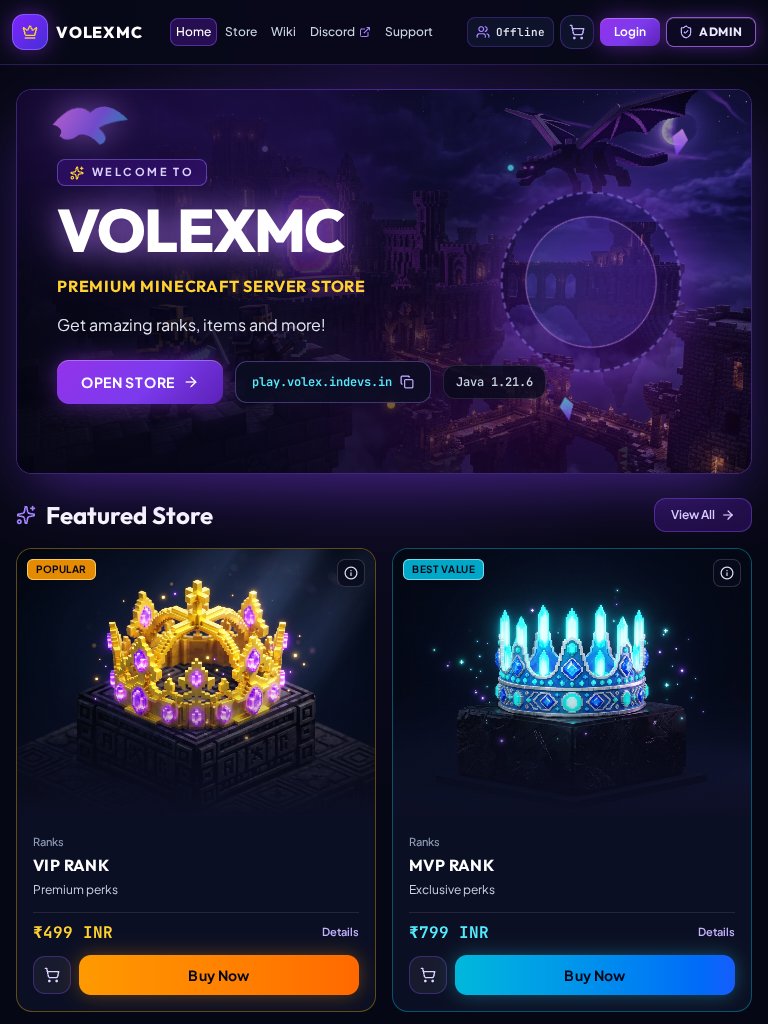 VOLEXMC
Home
Store
Wiki
Discord
Support
Offline
Login
ADMIN
WELCOME TO
VOLEXMC
PREMIUM MINECRAFT SERVER STORE
Get amazing ranks, items and more!
OPEN STORE
play.volex.indevs.in
Java 1.21.6
Featured Store
View All
POPULAR
Ranks
VIP RANK
Premium perks
₹499 INR
Details
Buy Now
BEST VALUE
Ranks
MVP RANK
Exclusive perks
₹799 INR
Details
Buy Now